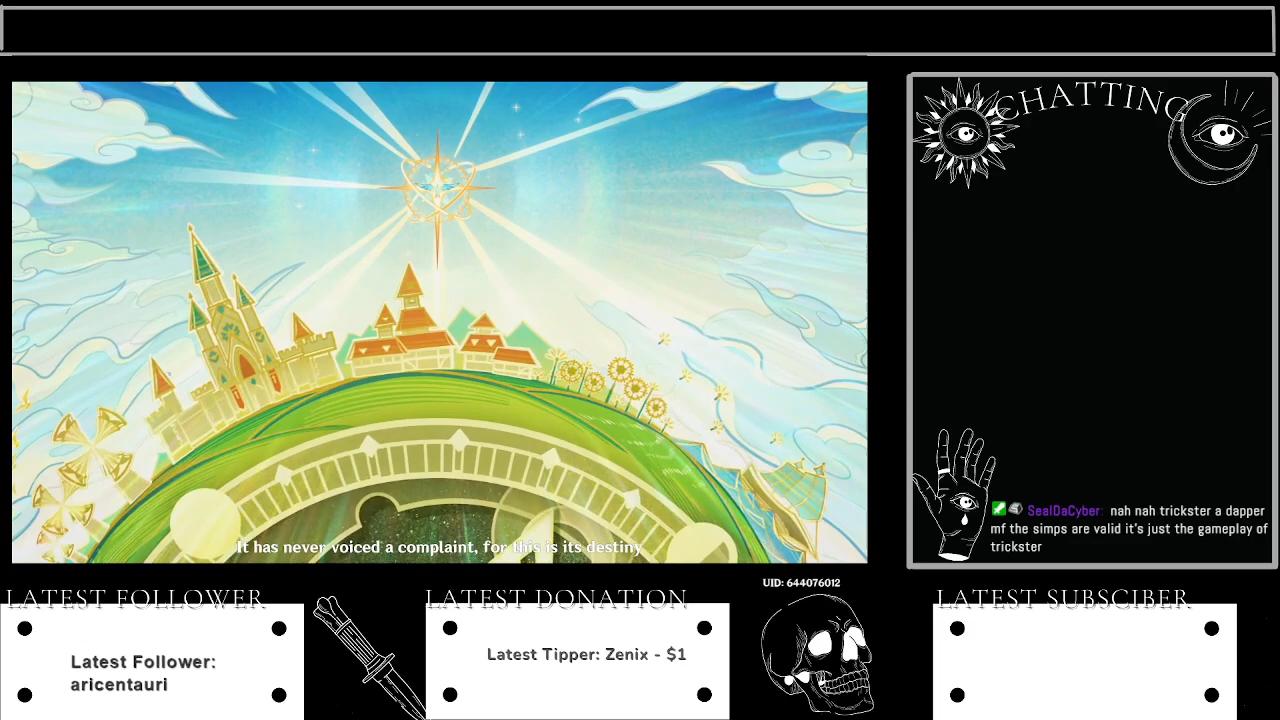 CHATTING
It has never voiced a complaint, for this is its destiny
SealDaCyber: nah nah trickster a dapper
mf the simps are valid it's just the gameplay of
trickster
UID: 644076012
LATEST FOLLOWER
Latest Follower:
aricentauri
LATEST DONATION
Latest Tipper: Zenix - $1
LATEST SUBSCIBER